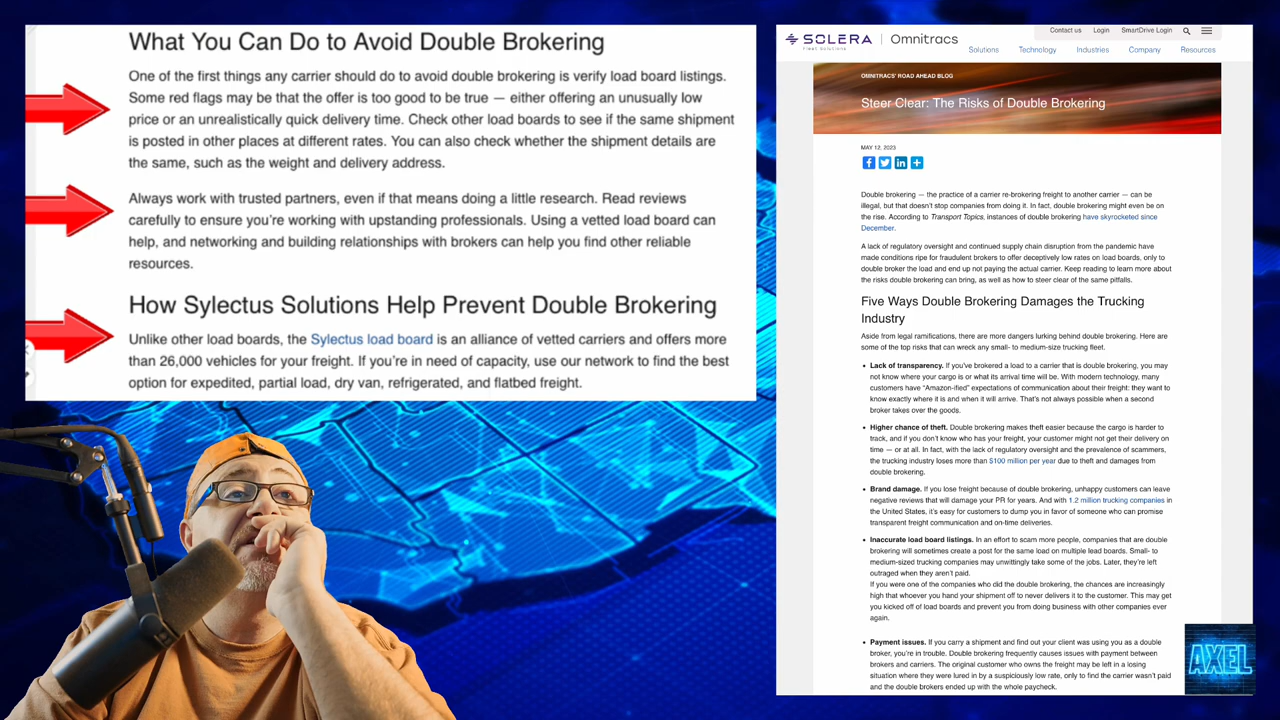 What You Can Do to Avoid Double Brokering
One of the first things any carrier should do to avoid double brokering is verify load board listings.
Some red flags may be that the offer is too good to be true — either offering an unusually low
price or an unrealistically quick delivery time. Check other load boards to see if the same shipment
is posted in other places at different rates. You can also check whether the shipment details are
the same, such as the weight and delivery address.
Always work with trusted partners, even if that means doing a little research. Read reviews
carefully to ensure you're working with upstanding professionals. Using a vetted load board can
help, and networking and building relationships with brokers can help you find other reliable
resources.
How Sylectus Solutions Help Prevent Double Brokering
Unlike other load boards, the Sylectus load board is an alliance of vetted carriers and offers more
than 26,000 vehicles for your freight. If you're in need of capacity, use our network to find the best
option for expedited, partial load, dry van, refrigerated, and flatbed freight.
Contact us Login SmartDrive Login
SOLERA | Omnitracs
fleet solutions
Solutions Technology Industries Company Resources
OMNITRACS' ROAD AHEAD BLOG
Steer Clear: The Risks of Double Brokering
MAY 12, 2023
Double brokering — the practice of a carrier re-brokering freight to another carrier — can be
illegal, but that doesn't stop companies from doing it. In fact, double brokering might even be on
the rise. According to Transport Topics, instances of double brokering have skyrocketed since
December.
A lack of regulatory oversight and continued supply chain disruption from the pandemic have
made conditions ripe for fraudulent brokers to offer deceptively low rates on load boards, only to
double broker the load and end up not paying the actual carrier. Keep reading to learn more about
the risks double brokering can bring, as well as how to steer clear of the same pitfalls.
Five Ways Double Brokering Damages the Trucking
Industry
Aside from legal ramifications, there are more dangers lurking behind double brokering. Here are
some of the top risks that can wreck any small- to medium-size trucking fleet.
• Lack of transparency. If you've brokered a load to a carrier that is double brokering, you may
not know where your cargo is or what its arrival time will be. With modern technology, many
customers have "Amazon-ified" expectations of communication about their freight: they want to
know exactly where it is and when it will arrive. That's not always possible when a second
broker takes over the goods.
• Higher chance of theft. Double brokering makes theft easier because the cargo is harder to
track, and if you don't know who has your freight, your customer might not get their delivery on
time — or at all. In fact, with the lack of regulatory oversight and the prevalence of scammers,
the trucking industry loses more than $100 million per year due to theft and damages from
double brokering.
• Brand damage. If you lose freight because of double brokering, unhappy customers can leave
negative reviews that will damage your PR for years. And with 1.2 million trucking companies in
the United States, it's easy for customers to dump you in favor of someone who can promise
transparent freight communication and on-time deliveries.
• Inaccurate load board listings. In an effort to scam more people, companies that are double
brokering will sometimes create a post for the same load on multiple lead boards. Small- to
medium-sized trucking companies may unwittingly take some of the jobs. Later, they're left
outraged when they aren't paid.
If you were one of the companies who did the double brokering, the chances are increasingly
high that whoever you hand your shipment off to never delivers it to the customer. This may get
you kicked off of load boards and prevent you from doing business with other companies ever
again.
• Payment issues. If you carry a shipment and find out your client was using you as a double
broker, you're in trouble. Double brokering frequently causes issues with payment between
brokers and carriers. The original customer who owns the freight may be left in a losing
situation where they were lured in by a suspiciously low rate, only to find the carrier wasn't paid
and the double brokers ended up with the whole paycheck.
AXEL